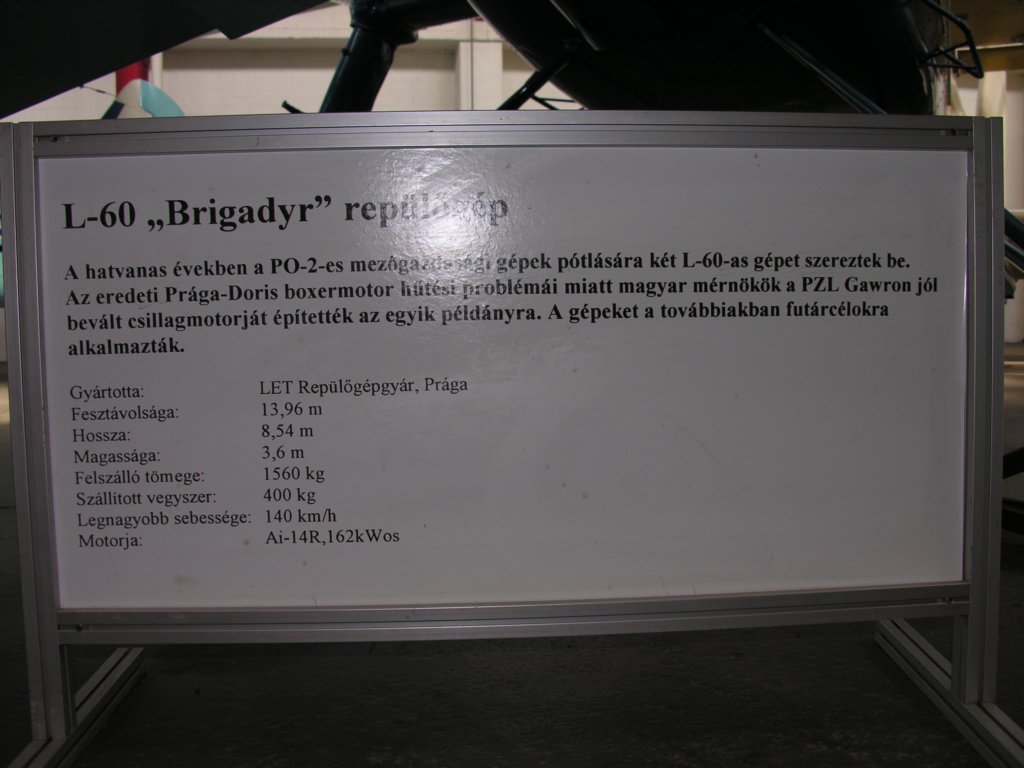 L-60 „Brigadyr” repülőgép
A hatvanas években a PO-2-es mezőgazdasági gépek pótlására két L-60-as gépet szereztek be.
Az eredeti Prága-Doris boxermotor hűtési problémái miatt magyar mérnökök a PZL Gawron jól
bevált csillagmotorját építették az egyik példányra. A gépeket a továbbiakban futárcélokra
alkalmazták.
Gyártotta: LET Repülőgépgyár, Prága
Fesztávolsága: 13,96 m
Hossza: 8,54 m
Magassága: 3,6 m
Felszálló tömege: 1560 kg
Szállított vegyszer: 400 kg
Legnagyobb sebessége: 140 km/h
Motorja: Ai-14R,162kWos